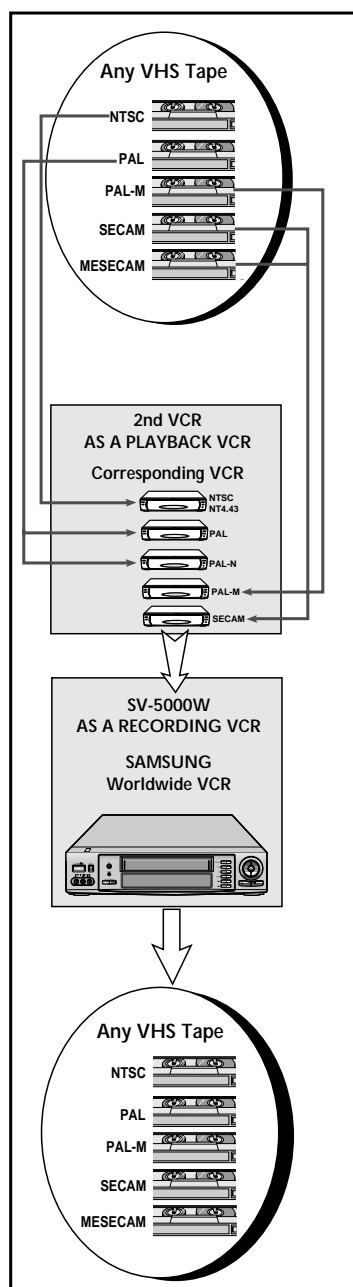 Any VHS Tape
NTSC
PAL
PAL-M
SECAM
MESECAM
2nd VCR
AS A PLAYBACK VCR
Corresponding VCR
NTSC
NT4.43
PAL
PAL-N
PAL-M
SECAM
SV-5000W
AS A RECORDING VCR
SAMSUNG
Worldwide VCR
Any VHS Tape
NTSC
PAL
PAL-M
SECAM
MESECAM